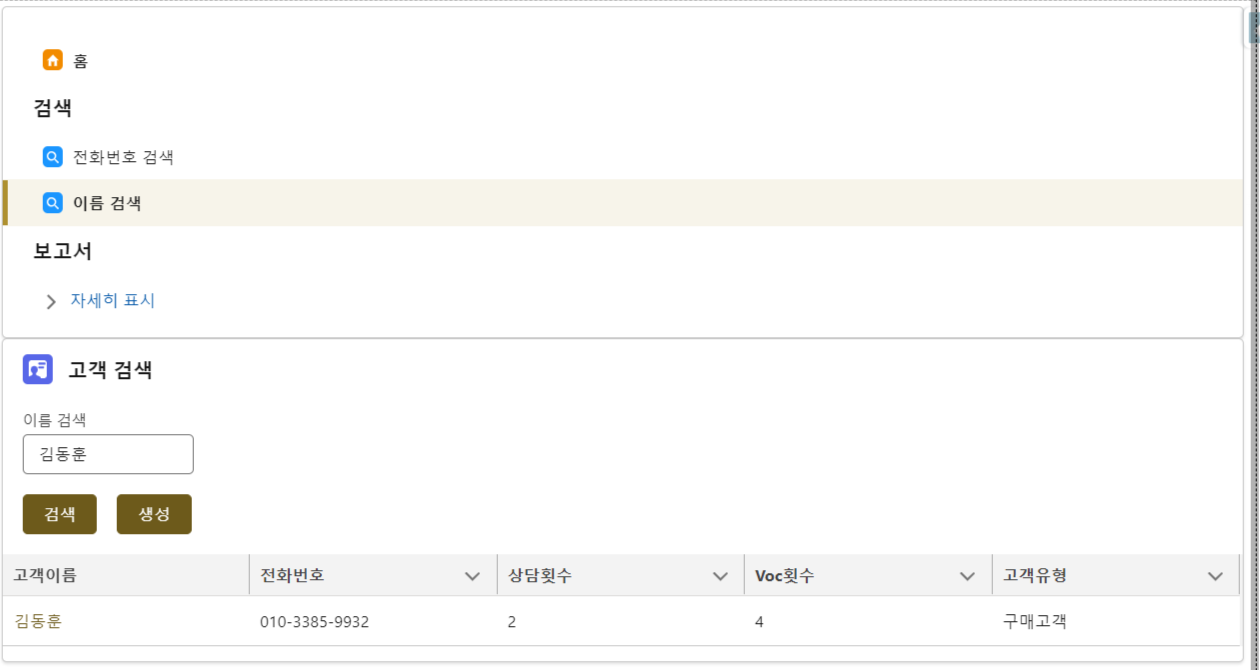 홈
검색
전화번호 검색
이름 검색
보고서
자세히 표시
고객 검색
이름 검색
김동훈
검색 생성
고객이름 전화번호 상담횟수 Voc횟수 고객유형
김동훈 010-3385-9932 2 4 구매고객